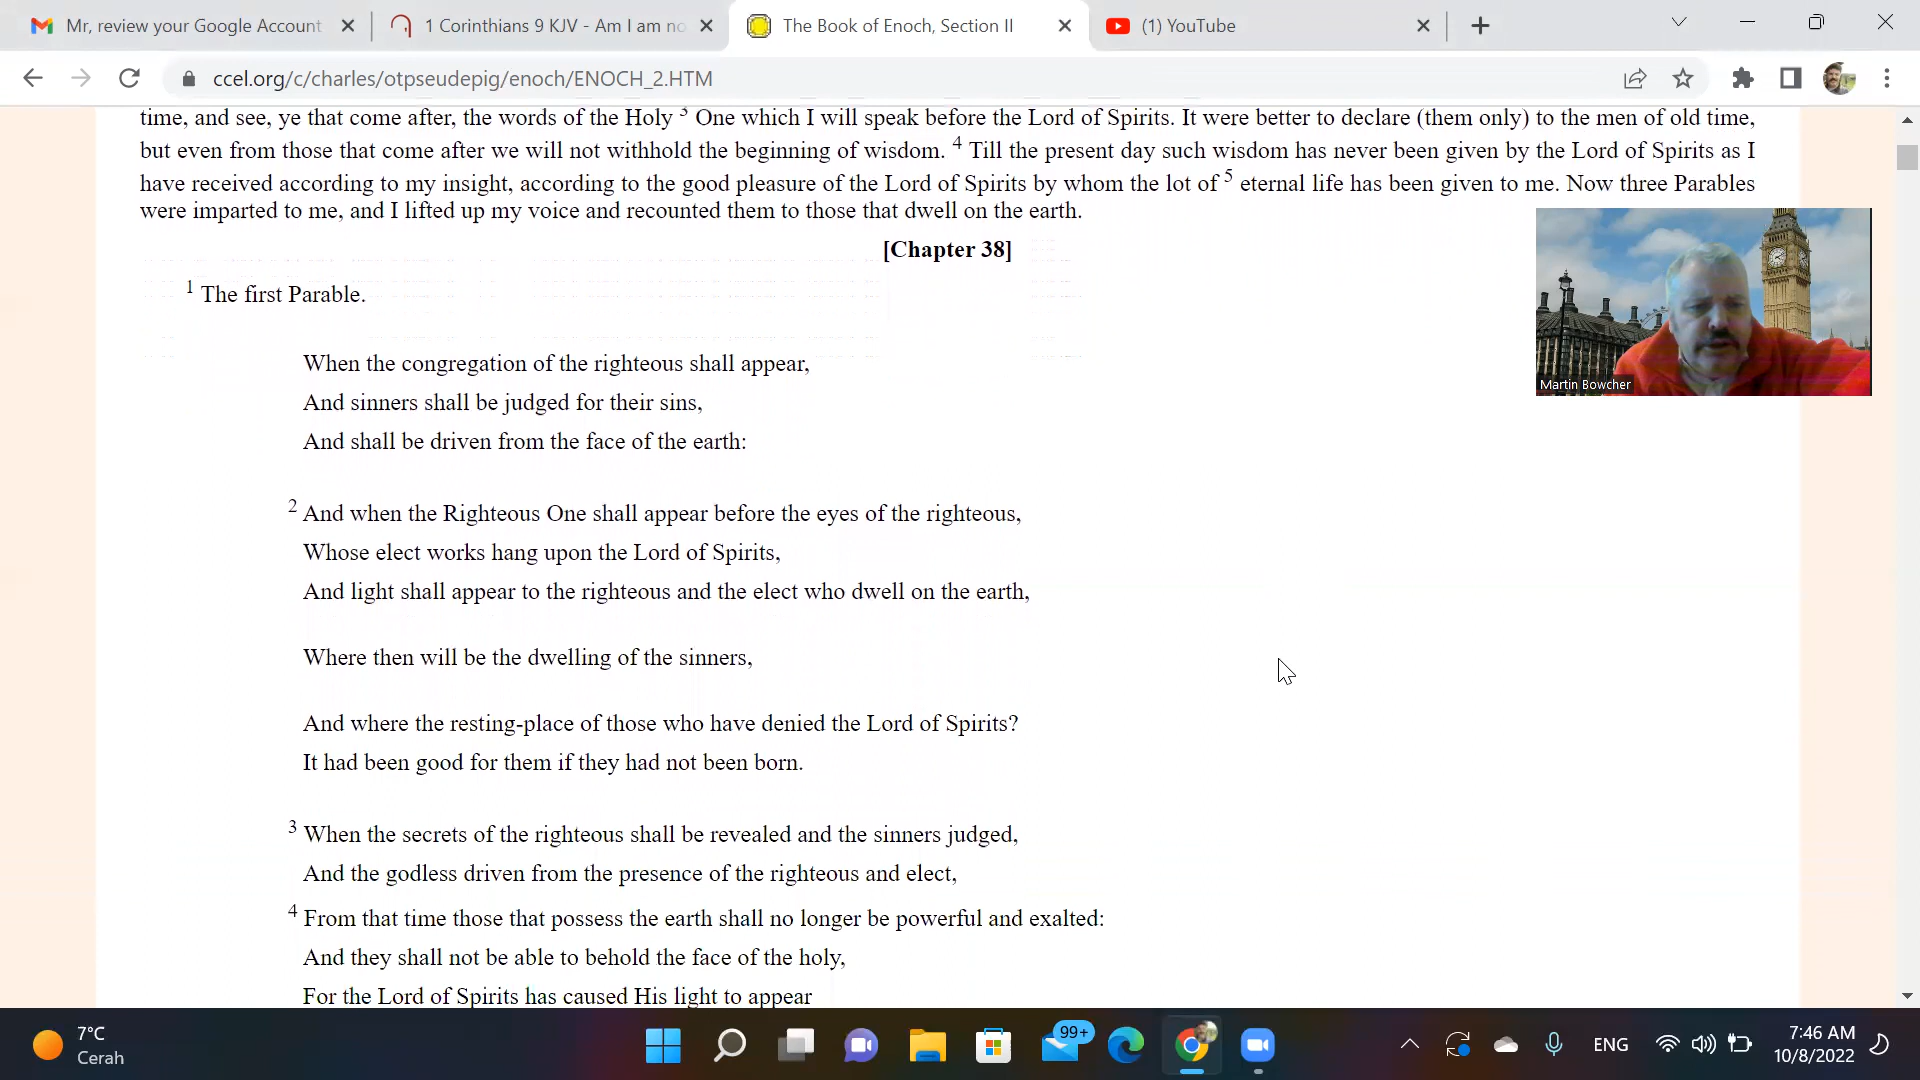 Mr, review your Google Account
1 Corinthians 9 KJV - Am I am no
The Book of Enoch, Section II
(1) YouTube
ccel.org/c/charles/otpseudepig/enoch/ENOCH_2.HTM
time, and see, ye that come after, the words of the Holy 3 One which I will speak before the Lord of Spirits. It were better to declare (them only) to the men of old time,
but even from those that come after we will not withhold the beginning of wisdom. 4 Till the present day such wisdom has never been given by the Lord of Spirits as I
have received according to my insight, according to the good pleasure of the Lord of Spirits by whom the lot of 5 eternal life has been given to me. Now three Parables
were imparted to me, and I lifted up my voice and recounted them to those that dwell on the earth.
[Chapter 38]
1 The first Parable.
When the congregation of the righteous shall appear,
And sinners shall be judged for their sins,
And shall be driven from the face of the earth:
2 And when the Righteous One shall appear before the eyes of the righteous,
Whose elect works hang upon the Lord of Spirits,
And light shall appear to the righteous and the elect who dwell on the earth,
Where then will be the dwelling of the sinners,
And where the resting-place of those who have denied the Lord of Spirits?
It had been good for them if they had not been born.
3 When the secrets of the righteous shall be revealed and the sinners judged,
And the godless driven from the presence of the righteous and elect,
4 From that time those that possess the earth shall no longer be powerful and exalted:
And they shall not be able to behold the face of the holy,
For the Lord of Spirits has caused His light to appear
Martin Bowcher
7°C
Cerah
99+
ENG
7:46 AM
10/8/2022